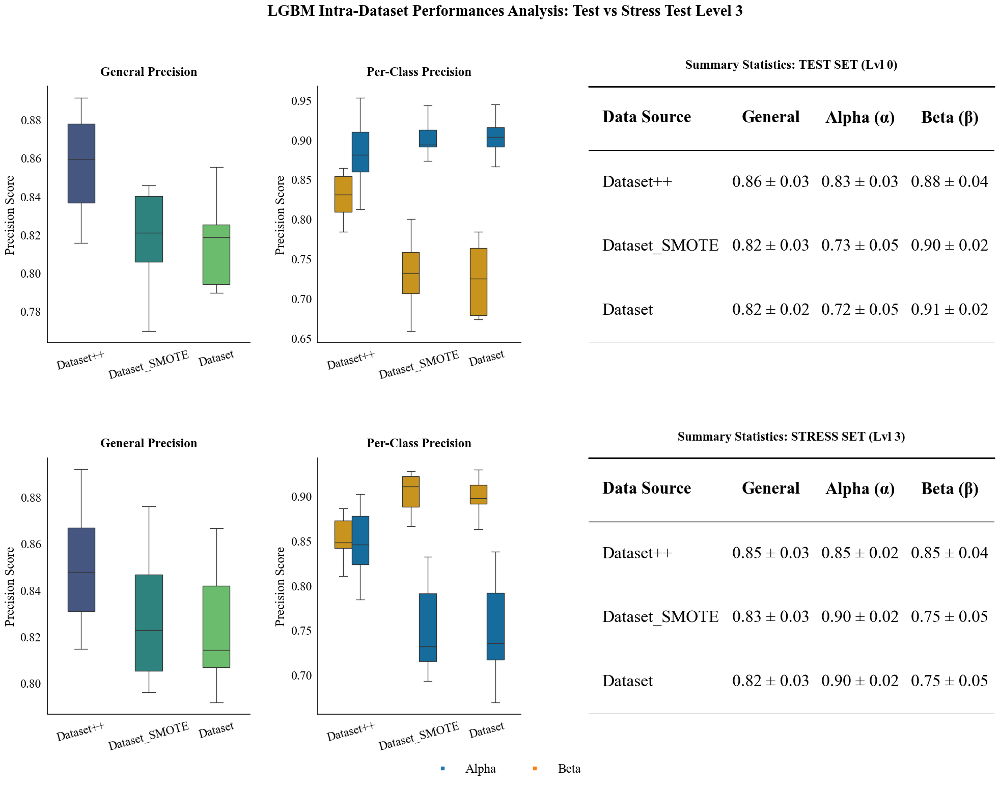 LGBM Intra-Dataset Performances Analysis: Test vs Stress Test Level 3
General Precision
Precision Score
0.88
0.86
0.84
0.82
0.80
0.78
Dataset++
Dataset_SMOTE
Dataset
Per-Class Precision
Precision Score
0.95
0.90
0.85
0.80
0.75
0.70
0.65
Dataset++
Dataset_SMOTE
Dataset
Summary Statistics: TEST SET (Lvl 0)
Data Source General Alpha (α) Beta (β)
Dataset++ 0.86 ± 0.03 0.83 ± 0.03 0.88 ± 0.04
Dataset_SMOTE 0.82 ± 0.03 0.73 ± 0.05 0.90 ± 0.02
Dataset 0.82 ± 0.02 0.72 ± 0.05 0.91 ± 0.02
General Precision
Precision Score
0.88
0.86
0.84
0.82
0.80
Dataset++
Dataset_SMOTE
Dataset
Per-Class Precision
Precision Score
0.90
0.85
0.80
0.75
0.70
Dataset++
Dataset_SMOTE
Dataset
Summary Statistics: STRESS SET (Lvl 3)
Data Source General Alpha (α) Beta (β)
Dataset++ 0.85 ± 0.03 0.85 ± 0.02 0.85 ± 0.04
Dataset_SMOTE 0.83 ± 0.03 0.90 ± 0.02 0.75 ± 0.05
Dataset 0.82 ± 0.03 0.90 ± 0.02 0.75 ± 0.05
Alpha Beta